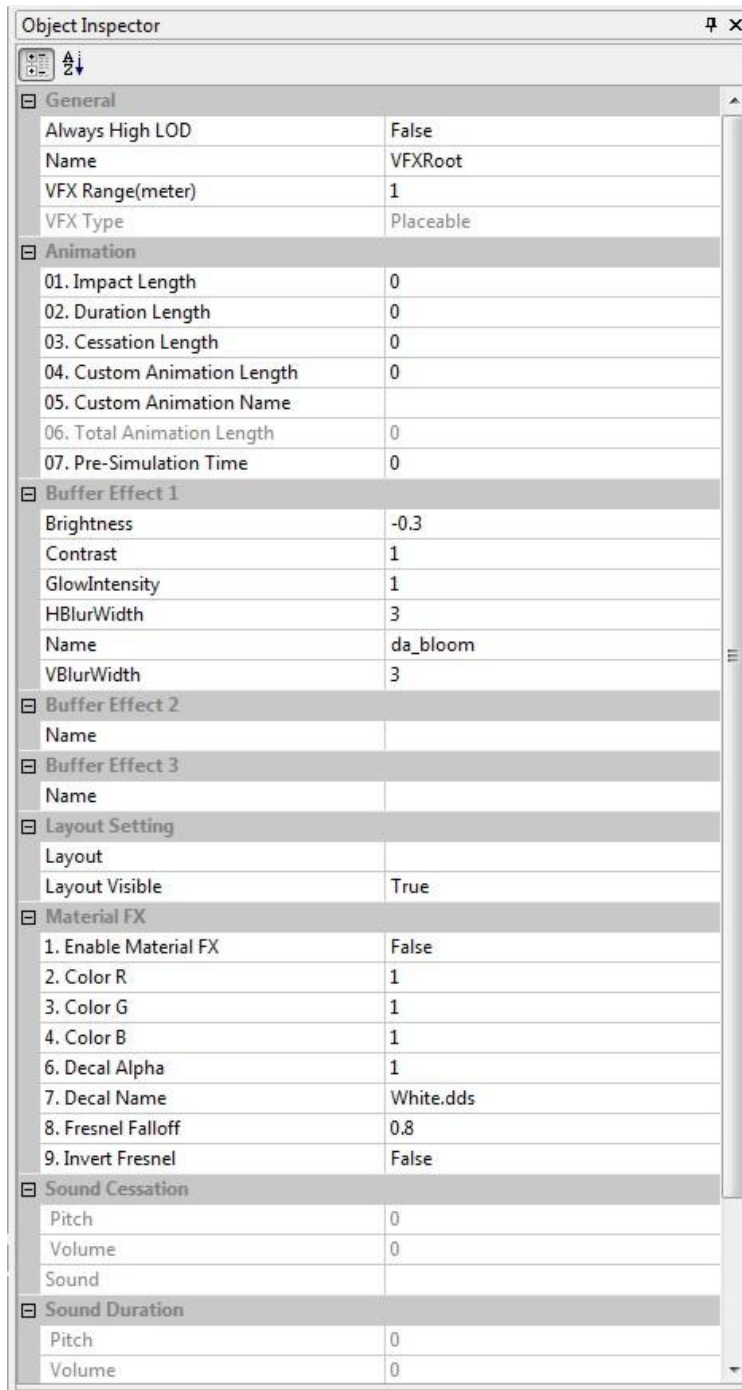 Object Inspector
General
Always High LOD False
Name VFXRoot
VFX Range(meter) 1
VFX Type Placeable
Animation
01. Impact Length 0
02. Duration Length 0
03. Cessation Length 0
04. Custom Animation Length 0
05. Custom Animation Name
06. Total Animation Length 0
07. Pre-Simulation Time 0
Buffer Effect 1
Brightness -0.3
Contrast 1
GlowIntensity 1
HBlurWidth 3
Name da_bloom
VBlurWidth 3
Buffer Effect 2
Name
Buffer Effect 3
Name
Layout Setting
Layout
Layout Visible True
Material FX
1. Enable Material FX False
2. Color R 1
3. Color G 1
4. Color B 1
6. Decal Alpha 1
7. Decal Name White.dds
8. Fresnel Falloff 0.8
9. Invert Fresnel False
Sound Cessation
Pitch 0
Volume 0
Sound
Sound Duration
Pitch 0
Volume 0